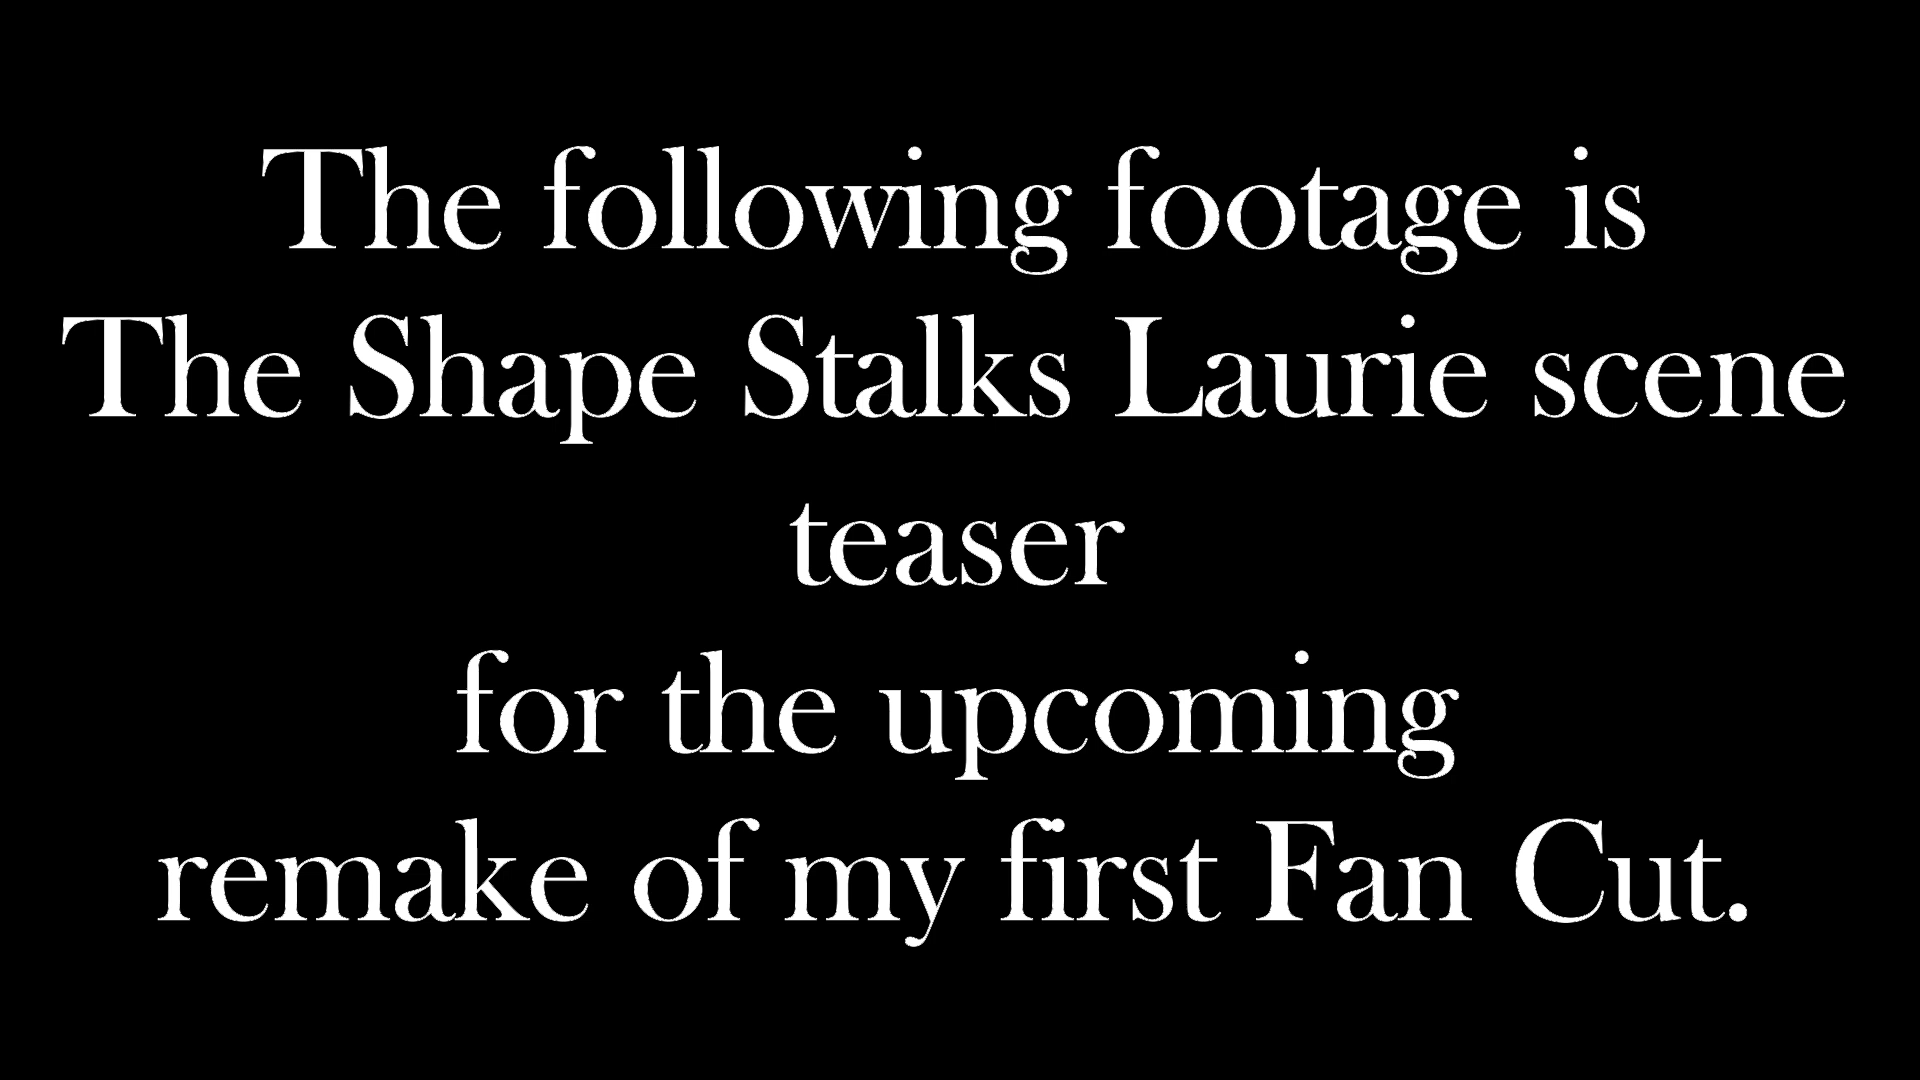 The following footage is
The Shape Stalks Laurie scene
teaser
for the upcoming
remake of my first Fan Cut.